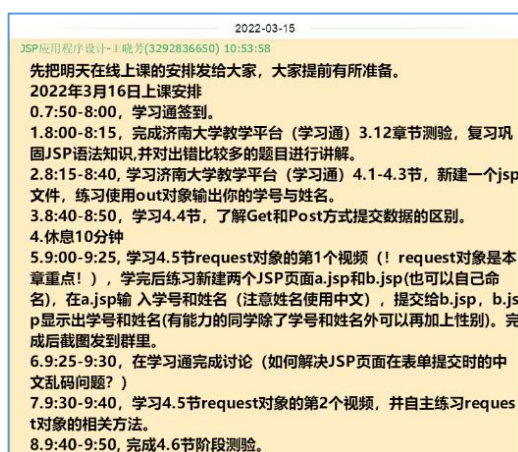 2022-03-15
JSP应用程序设计-王晓芳(3292836650) 10:53:58
先把明天在线上课的安排发给大家，大家提前有所准备。
2022年3月16日上课安排
0.7:50-8:00，学习通签到。
1.8:00-8:15，完成济南大学教学平台（学习通）3.12章节测验，复习巩
固JSP语法知识,并对出错比较多的题目进行讲解。
2.8:15-8:40, 学习济南大学教学平台（学习通）4.1-4.3节，新建一个jsp
文件，练习使用out对象输出你的学号与姓名。
3.8:40-8:50，学习4.4节，了解Get和Post方式提交数据的区别。
4.休息10分钟
5.9:00-9:25, 学习4.5节request对象的第1个视频（！request对象是本
章重点！），学完后练习新建两个JSP页面a.jsp和b.jsp(也可以自己命
名)，在a.jsp输 入学号和姓名（注意姓名使用中文），提交给b.jsp，b.js
p显示出学号和姓名(有能力的同学除了学号和姓名外可以再加上性别)。完
成后截图发到群里。
6.9:25-9:30，在学习通完成讨论（如何解决JSP页面在表单提交时的中
文乱码问题？）
7.9:30-9:40，学习4.5节request对象的第2个视频，并自主练习reques
t对象的相关方法。
8.9:40-9:50, 完成4.6节阶段测验。